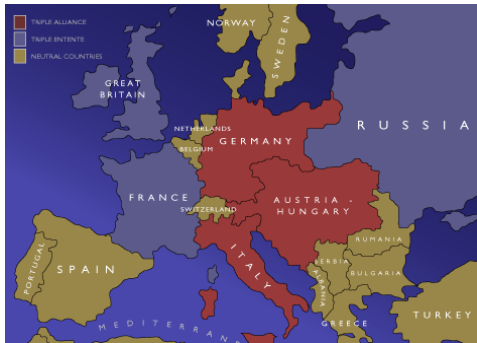 TRIPLE ALLIANCE
TRIPLE ENTENTE
NEUTRAL COUNTRIES
NORWAY
SWEDEN
GREAT
BRITAIN
NETHERLANDS
BELGIUM
GERMANY
RUSSIA
FRANCE
SWITZERLAND
AUSTRIA -
HUNGARY
ITALY
RUMANIA
SERBIA
BULGARIA
ALBANIA
PORTUGAL
SPAIN
TURKEY
GREECE